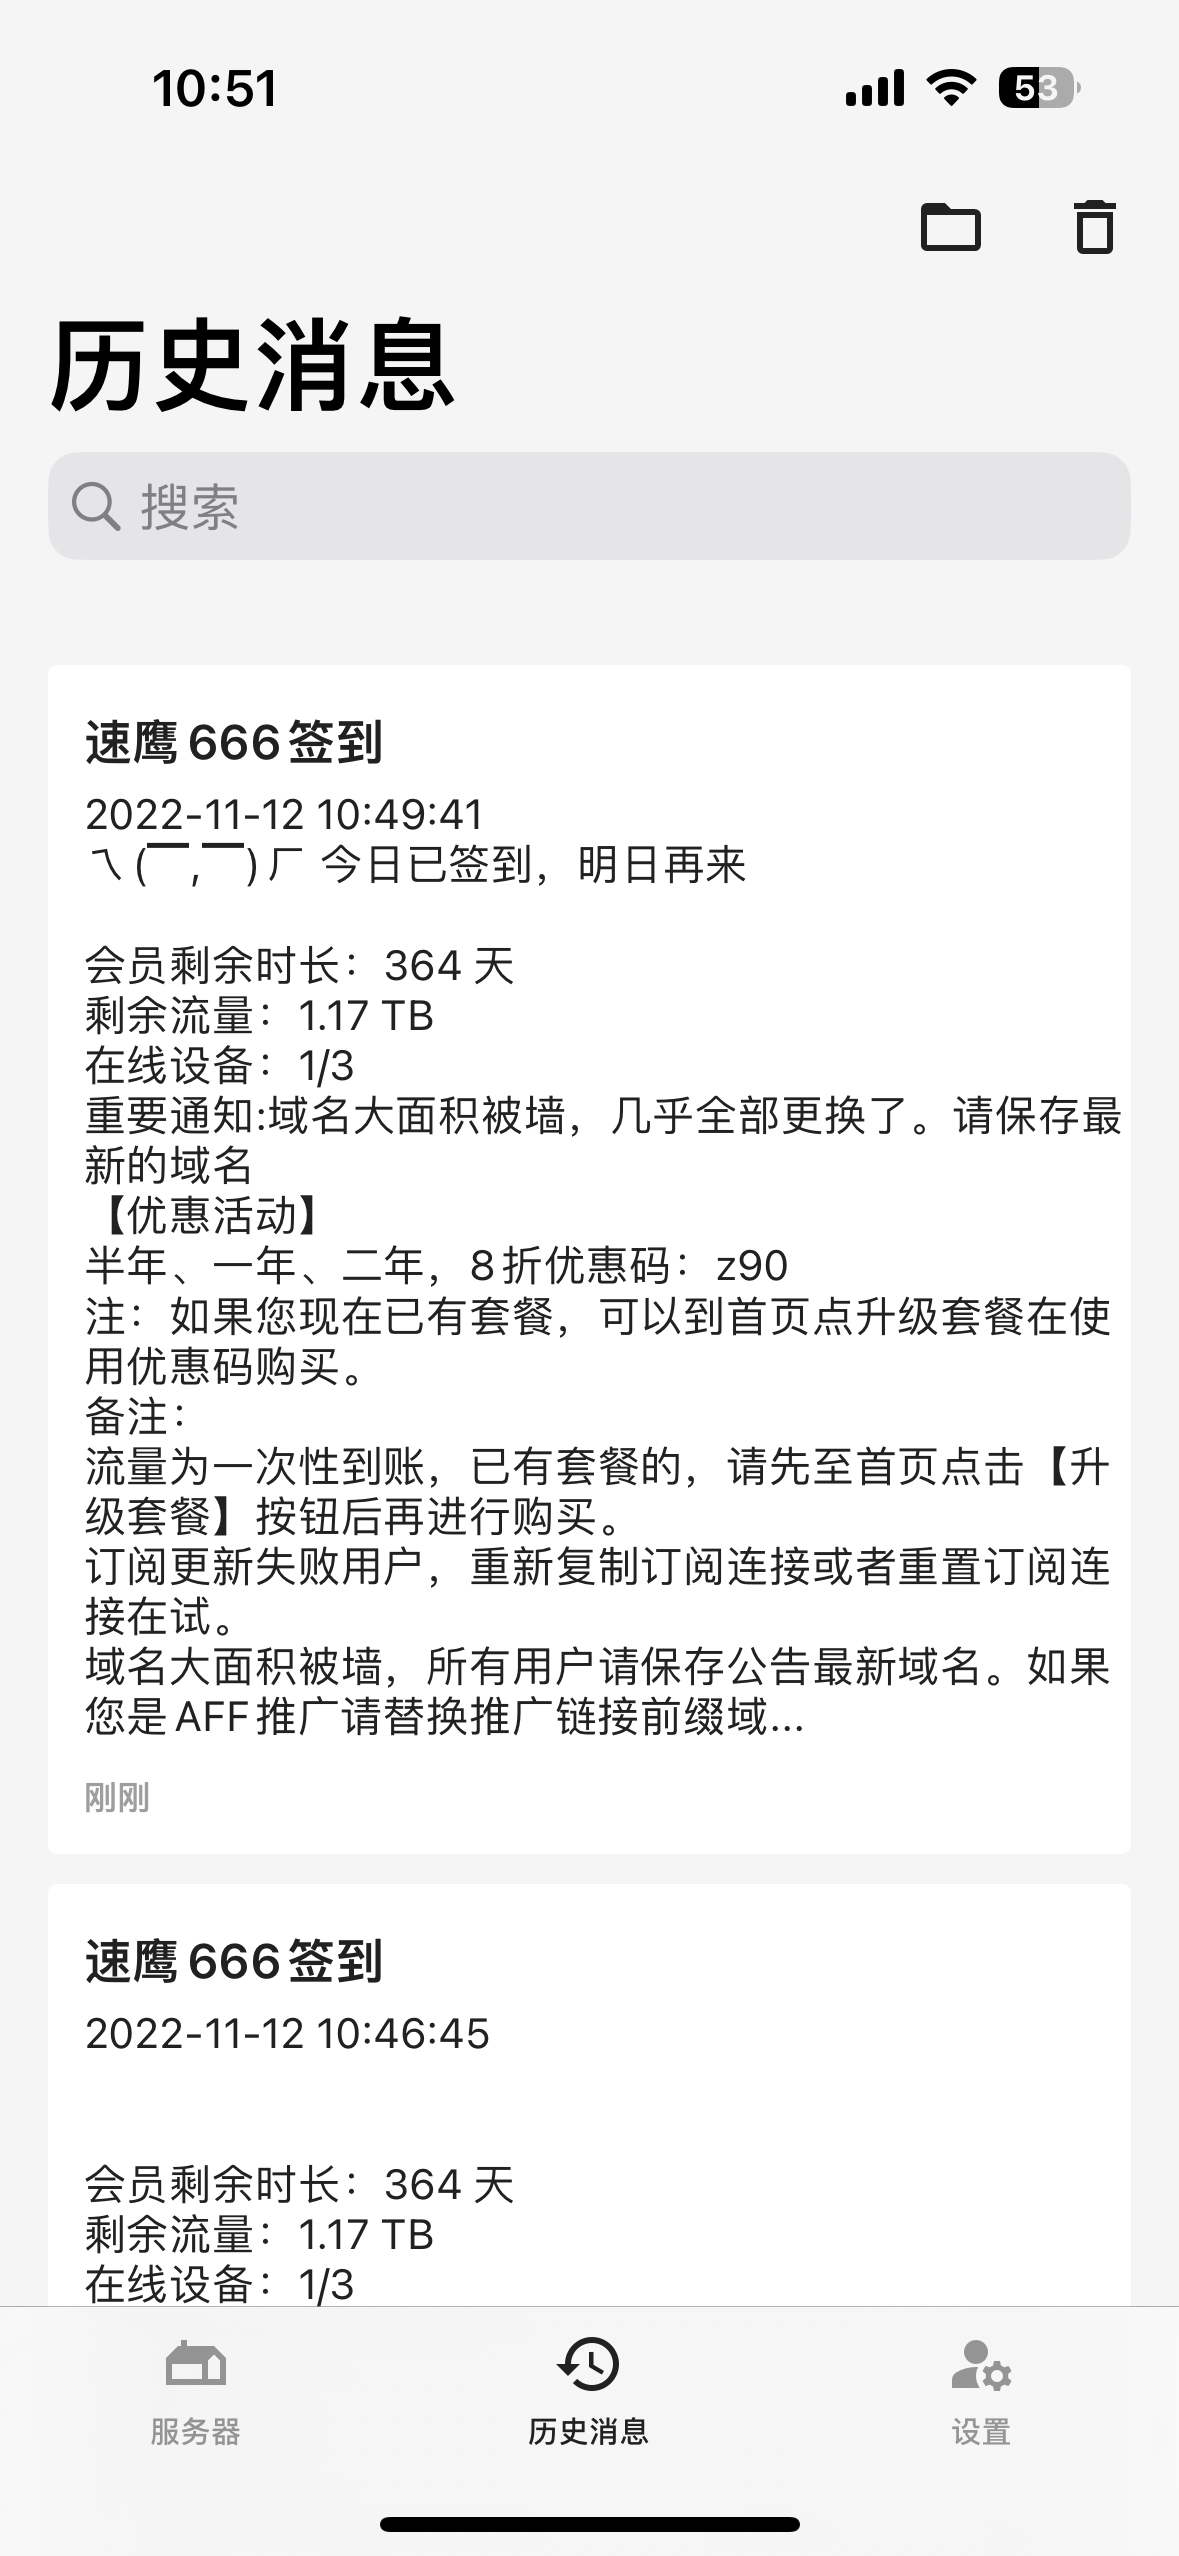 10:51
53
历史消息
搜索
速鹰666签到
2022-11-12 10:49:41
乀(￣,￣)厂 今日已签到，明日再来
会员剩余时长：364 天
剩余流量：1.17 TB
在线设备：1/3
重要通知:域名大面积被墙，几乎全部更换了。请保存最
新的域名
【优惠活动】
半年、一年、二年，8折优惠码：z90
注：如果您现在已有套餐，可以到首页点升级套餐在使
用优惠码购买。
备注：
流量为一次性到账，已有套餐的，请先至首页点击【升
级套餐】按钮后再进行购买。
订阅更新失败用户，重新复制订阅连接或者重置订阅连
接在试。
域名大面积被墙，所有用户请保存公告最新域名。如果
您是AFF推广请替换推广链接前缀域...
刚刚
速鹰666签到
2022-11-12 10:46:45
会员剩余时长：364 天
剩余流量：1.17 TB
在线设备：1/3
服务器
历史消息
设置